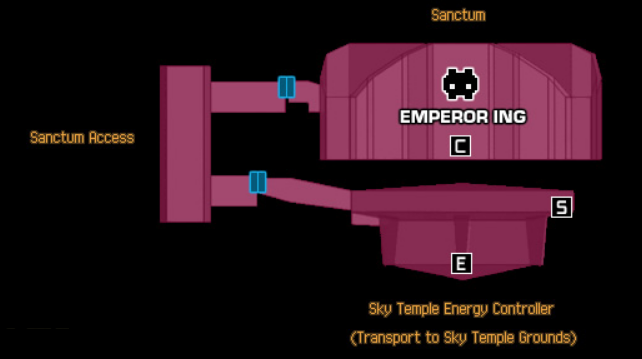 Sanctum
EMPEROR ING
C
Sanctum Access
S
E
Sky Temple Energy Controller
(Transport to Sky Temple Grounds)